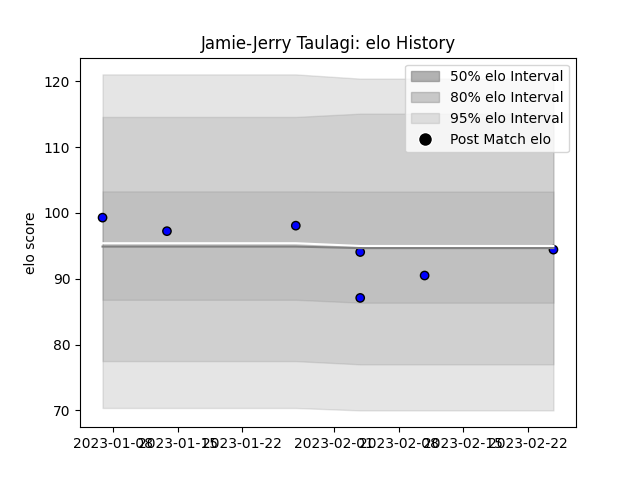 Jamie-Jerry Taulagi: elo History
50% elo Interval
80% elo Interval
95% elo Interval
Post Match elo
elo score
120
110
100
90
80
70
2023-01-08 2023-01-15 2023-01-22 2023-02-01 2023-02-08 2023-02-15 2023-02-22